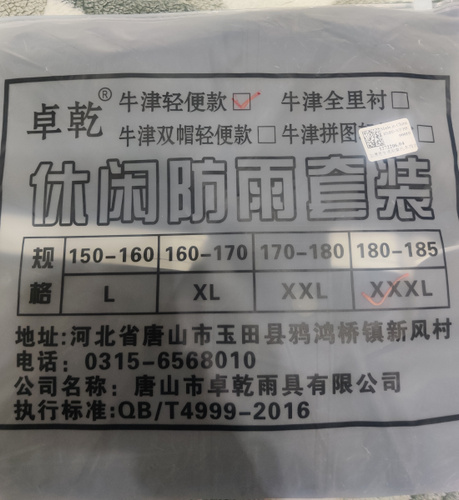 卓乾® 牛津轻便款☑ 牛津全里衬□
牛津双帽轻便款□ 牛津拼图
休闲防雨套装
规格 150-160 160-170 170-180 180-185
L XL XXL XXXL
地址:河北省唐山市玉田县鸦鸿桥镇新风村
电话: 0315-6568010
公司名称: 唐山市卓乾雨具有限公司
执行标准:QB/T4999-2016